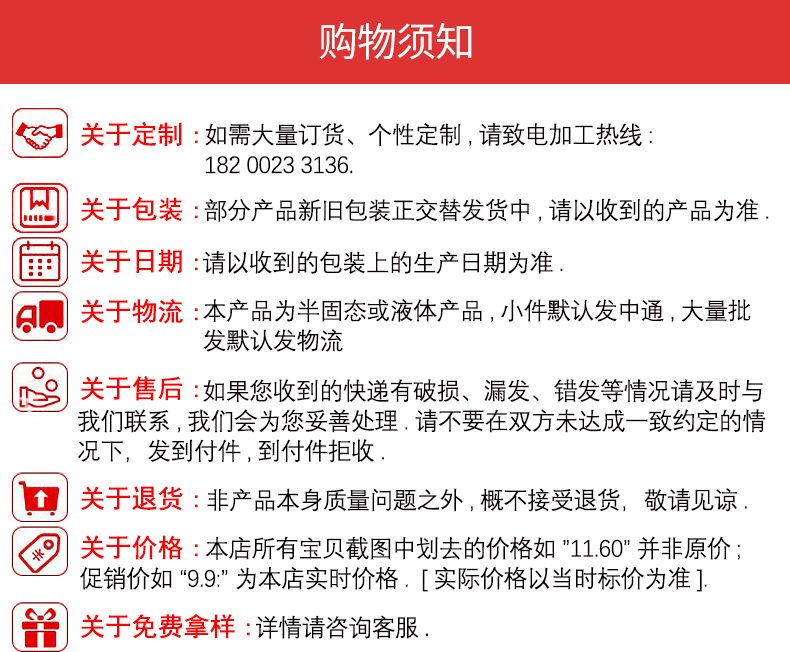 购物须知
关于定制 : 如需大量订货、个性定制 , 请致电加工热线 :
182 0023 3136.
关于包装 : 部分产品新旧包装正交替发货中 , 请以收到的产品为准 .
关于日期 : 请以收到的包装上的生产日期为准 .
关于物流 : 本产品为半固态或液体产品 , 小件默认发中通 , 大量批
发默认发物流
关于售后 : 如果您收到的快递有破损、漏发、错发等情况请及时与
我们联系 , 我们会为您妥善处理 . 请不要在双方未达成一致约定的情
况下, 发到付件 , 到付件拒收 .
关于退货 : 非产品本身质量问题之外 , 概不接受退货, 敬请见谅 .
关于价格 : 本店所有宝贝截图中划去的价格如 ”11.60” 并非原价 ;
促销价如 “9.9:” 为本店实时价格 . [ 实际价格以当时标价为准 ].
关于免费拿样 : 详情请咨询客服 .